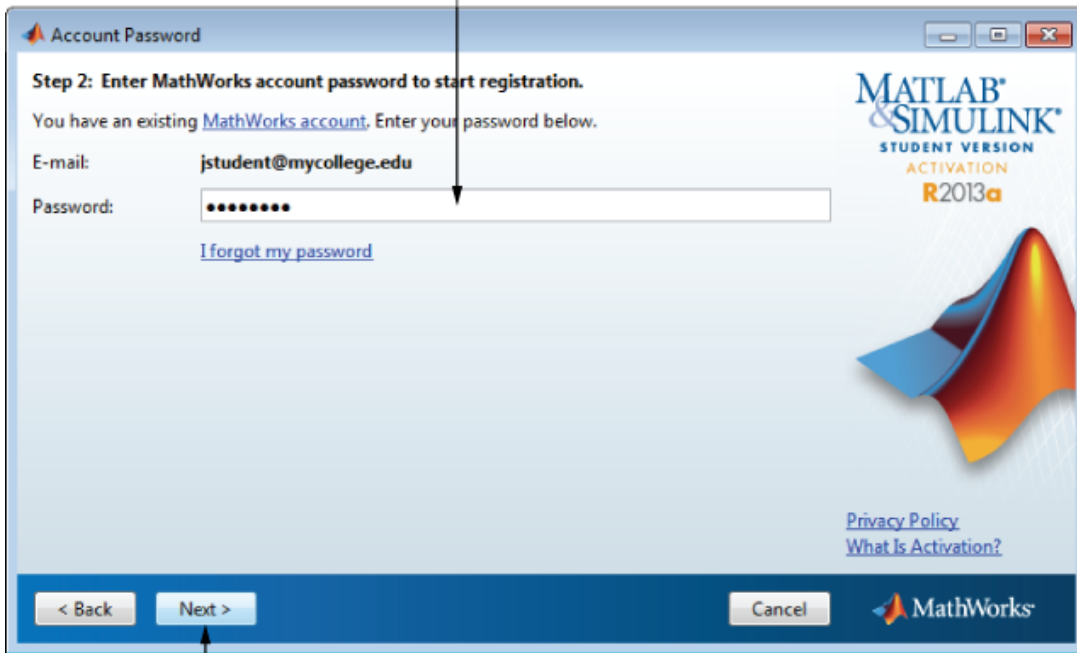 Account Password
Step 2: Enter MathWorks account password to start registration.
You have an existing MathWorks account. Enter your password below.
E-mail: jstudent@mycollege.edu
Password: ••••••••
I forgot my password
MATLAB®
&SIMULINK®
STUDENT VERSION
ACTIVATION
R2013a
Privacy Policy
What Is Activation?
< Back Next > Cancel MathWorks®